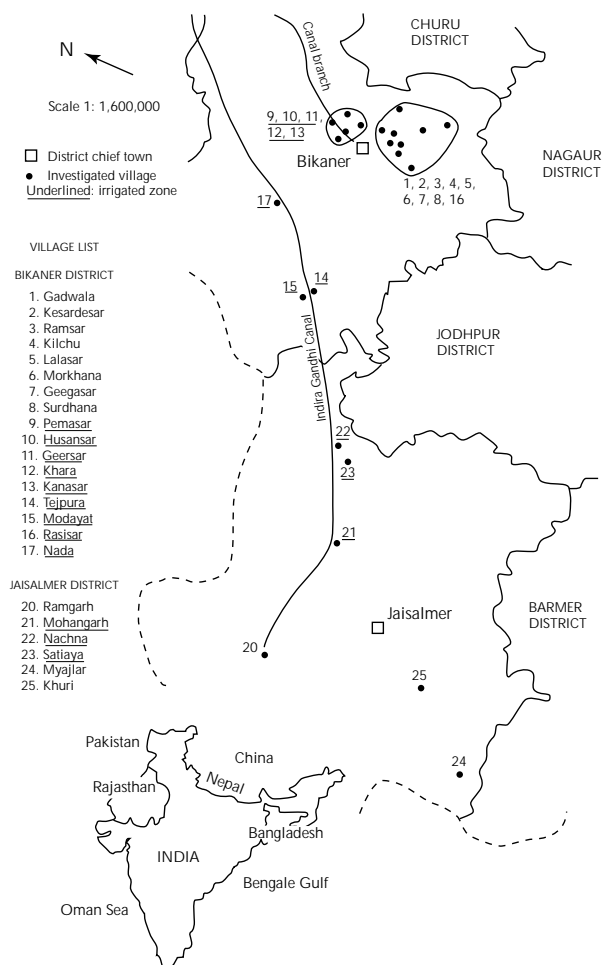 CHURU
DISTRICT
N
Canal branch
Scale 1: 1,600,000
9, 10, 11,
12, 13
Bikaner
District chief town
Investigated village
Underlined: irrigated zone
NAGAUR
DISTRICT
1, 2, 3, 4, 5,
6, 7, 8, 16
17
VILLAGE LIST
BIKANER DISTRICT
1. Gadwala
2. Kesardesar
3. Ramsar
4. Kilchu
5. Lalasar
6. Morkhana
7. Geegasar
8. Surdhana
9. Pemasar
10. Husansar
11. Geersar
12. Khara
13. Kanasar
14. Tejpura
15. Modayat
16. Rasisar
17. Nada
15
14
Indira Gandhi Canal
JODHPUR
DISTRICT
22
23
21
JAISALMER DISTRICT
20. Ramgarh
21. Mohangarh
22. Nachna
23. Satiaya
24. Myajlar
25. Khuri
Jaisalmer
BARMER
DISTRICT
20
25
24
Pakistan
China
Nepal
Rajasthan
Bangladesh
INDIA
Bengale Gulf
Oman Sea